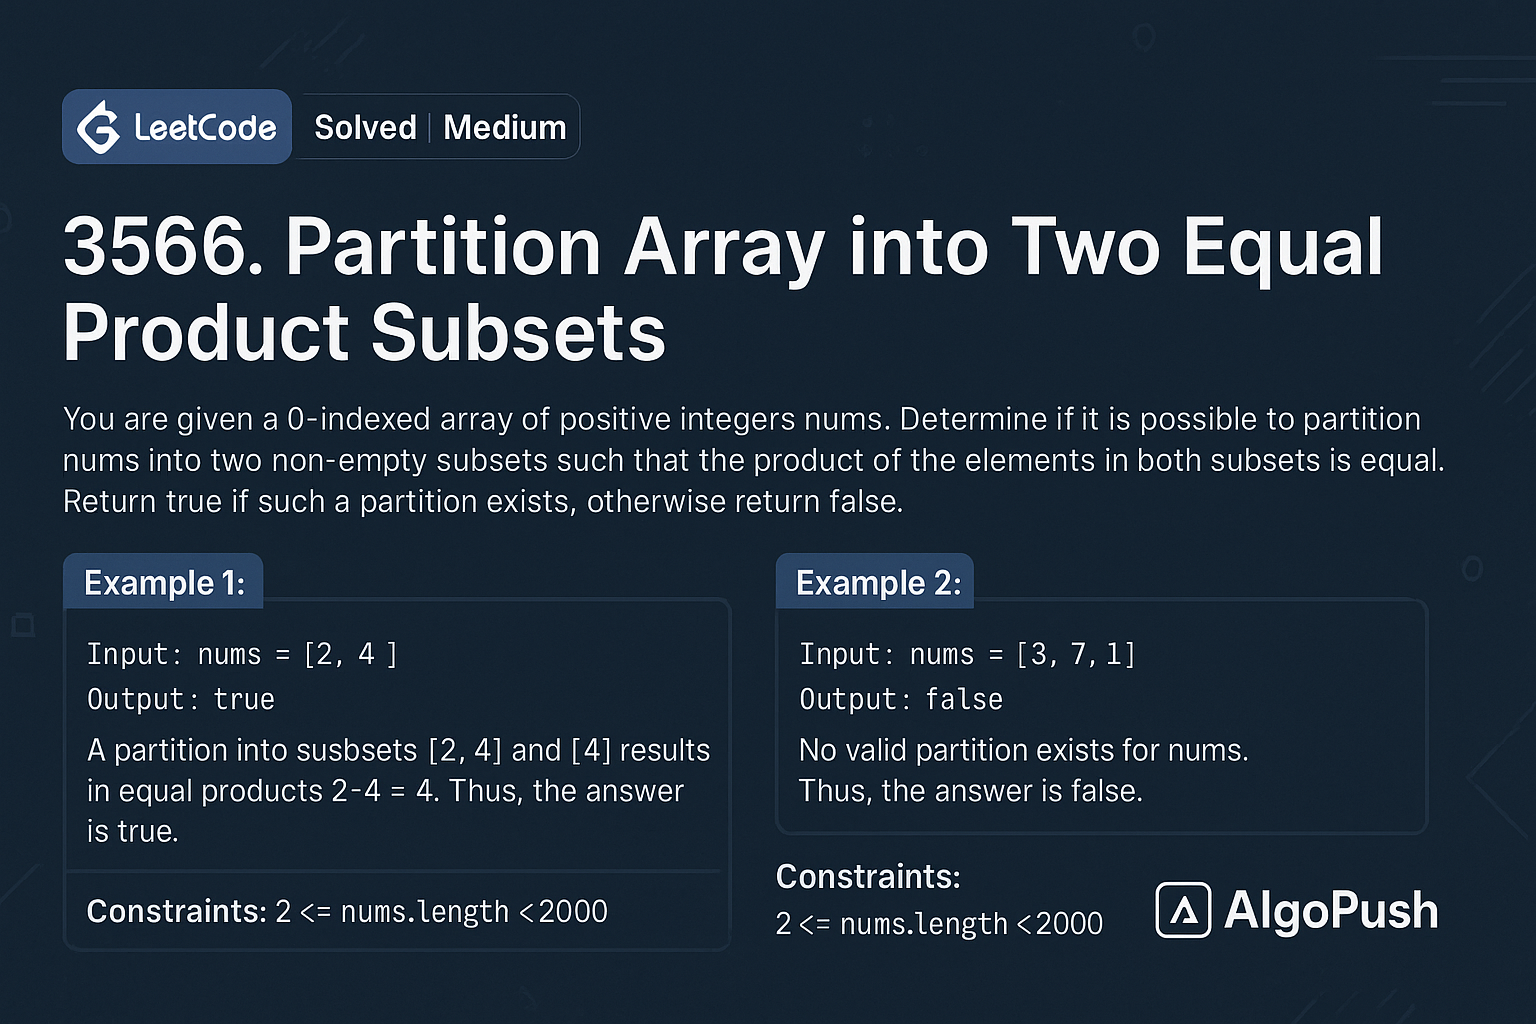 LeetCode
Solved | Medium
3566. Partition Array into Two Equal
Product Subsets
You are given a 0-indexed array of positive integers nums. Determine if it is possible to partition
nums into two non-empty subsets such that the product of the elements in both subsets is equal.
Return true if such a partition exists, otherwise return false.
Example 1:
Input: nums = [2, 4 ]
Output: true
A partition into susbsets [2, 4] and [4] results
in equal products 2-4 = 4. Thus, the answer
is true.
Constraints: 2 <= nums.length <2000
Example 2:
Input: nums = [3, 7, 1]
Output: false
No valid partition exists for nums.
Thus, the answer is false.
Constraints:
2 <= nums.length <2000
AlgoPush